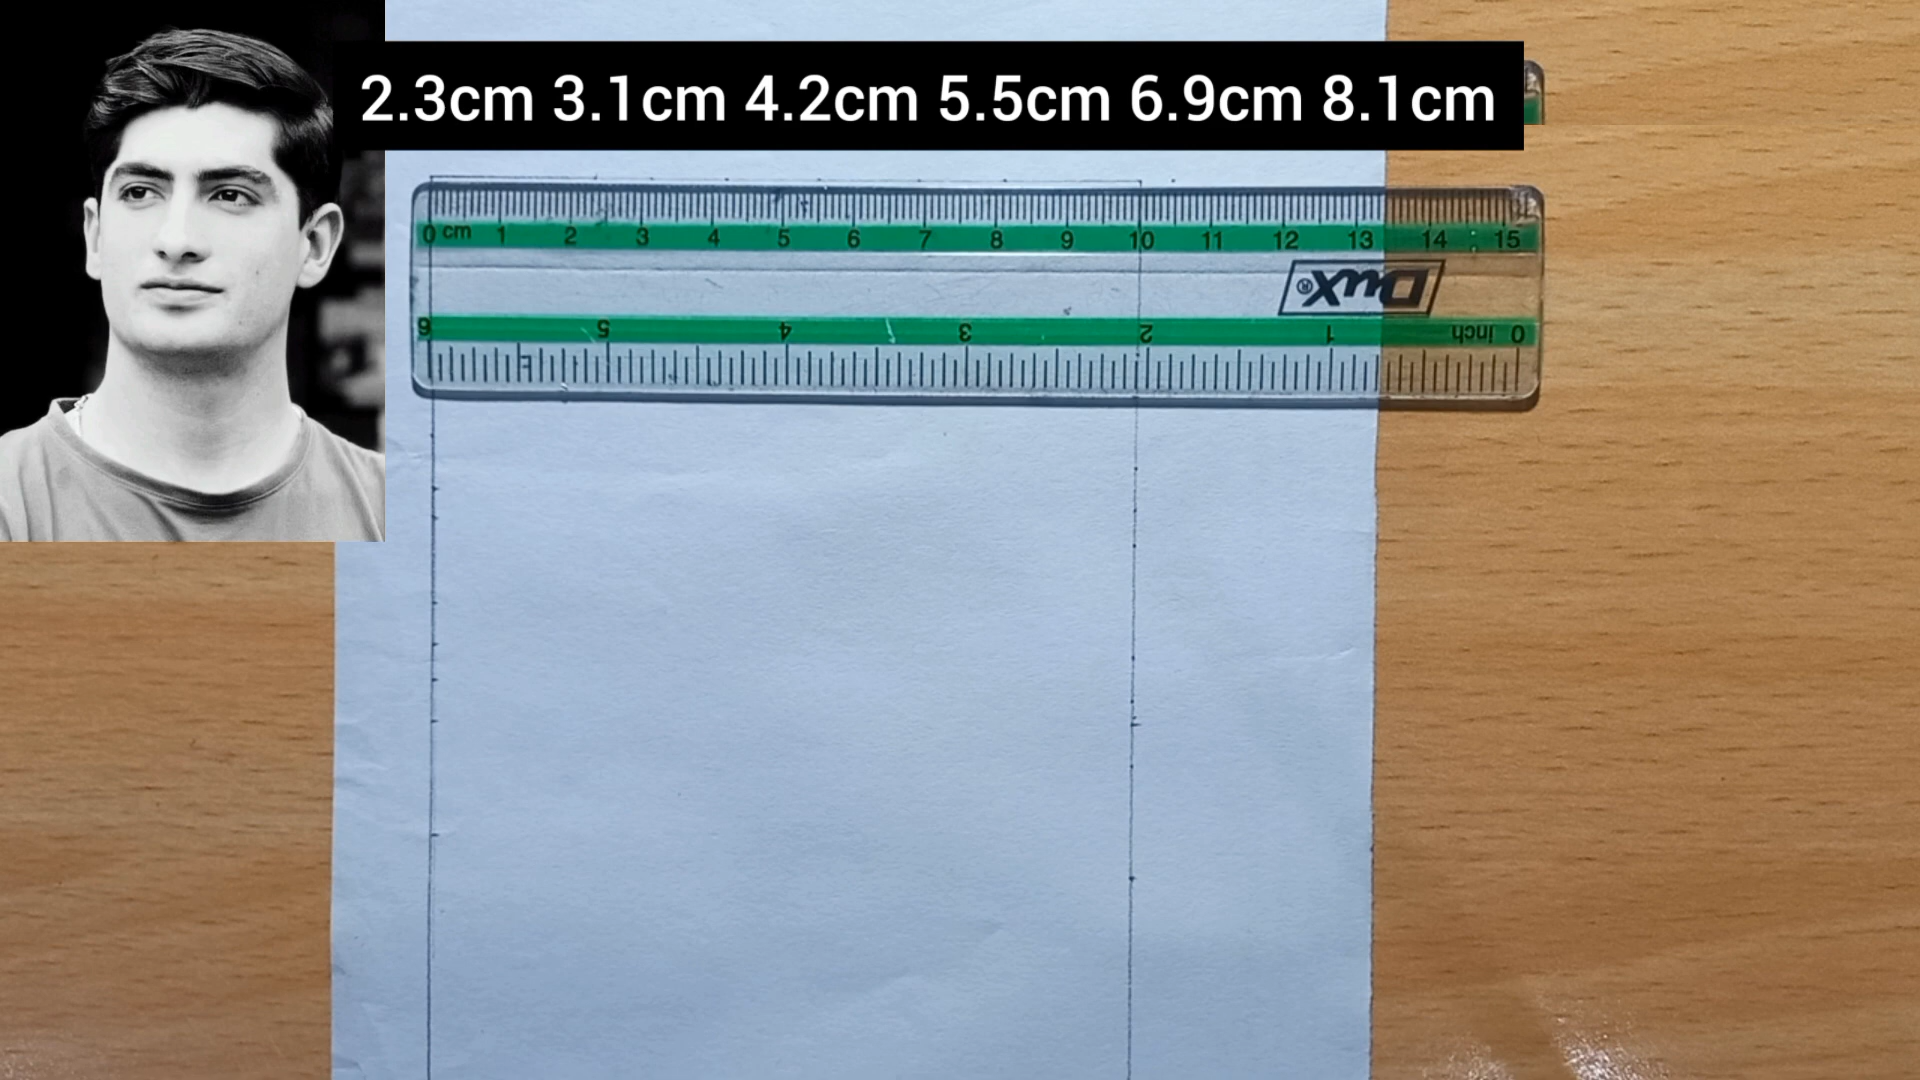 2.3cm 3.1cm 4.2cm 5.5cm 6.9cm 8.1cm
0 cm 1 2 3 4 5 6 7 8 9 10 11 12 13 14 15
Dux®
6 5 4 3 2 1 inch 0